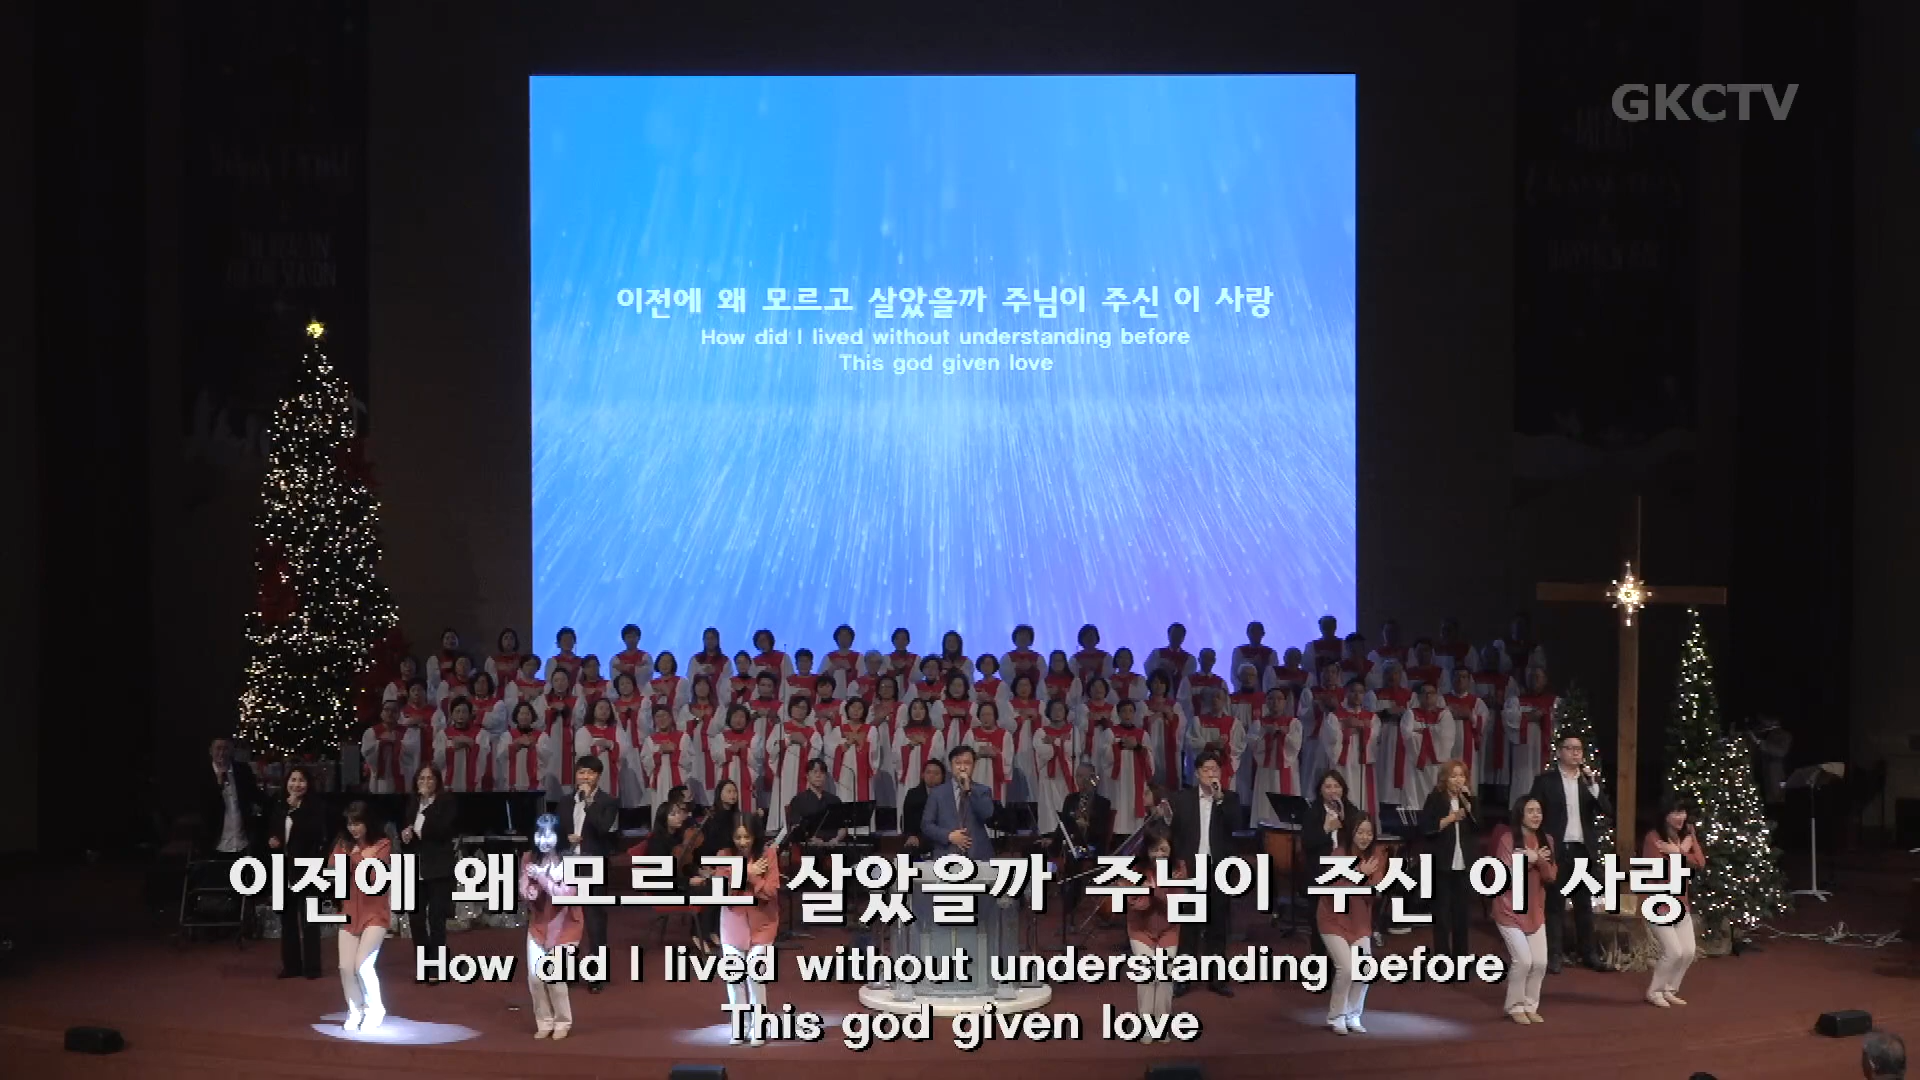 GKCTV
이전에 왜 모르고 살았을까 주님이 주신 이 사랑
How did I lived without understanding before
This god given love
이전에 왜 모르고 살았을까 주님이 주신 이 사랑
How did I lived without understanding before
This god given love